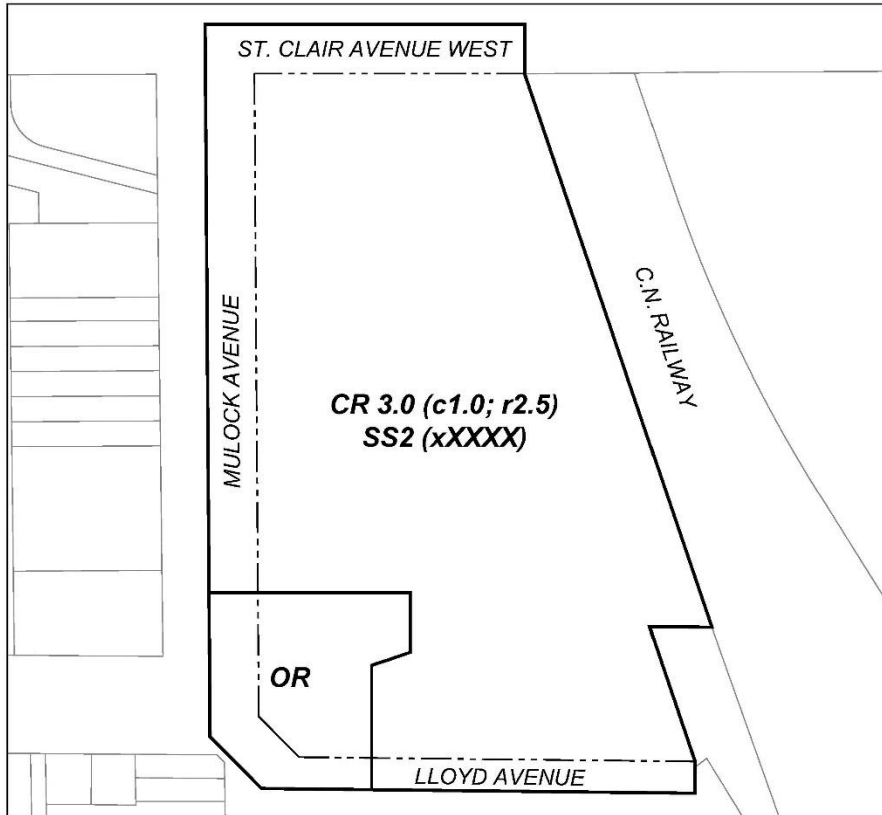 ST. CLAIR AVENUE WEST
MULOCK AVENUE
C.N. RAILWAY
CR 3.0 (c1.0; r2.5)
SS2 (xXXXX)
OR
LLOYD AVENUE